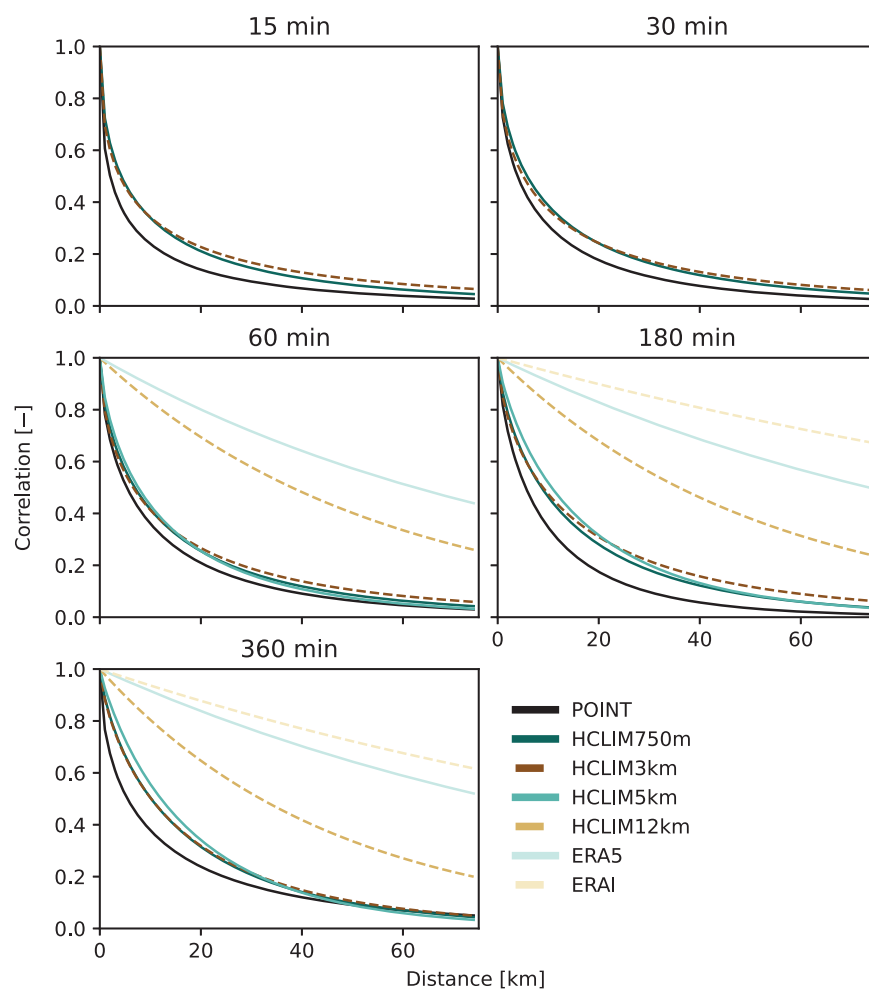 15 min
30 min
1.0
0.8
0.6
0.4
0.2
0.0
60 min
180 min
1.0
0.8
0.6
0.4
0.2
0.0
0
20
40
60
Correlation [—]
360 min
1.0
0.8
0.6
0.4
0.2
0.0
0
20
40
60
POINT
HCLIM750m
HCLIM3km
HCLIM5km
HCLIM12km
ERA5
ERAI
Distance [km]